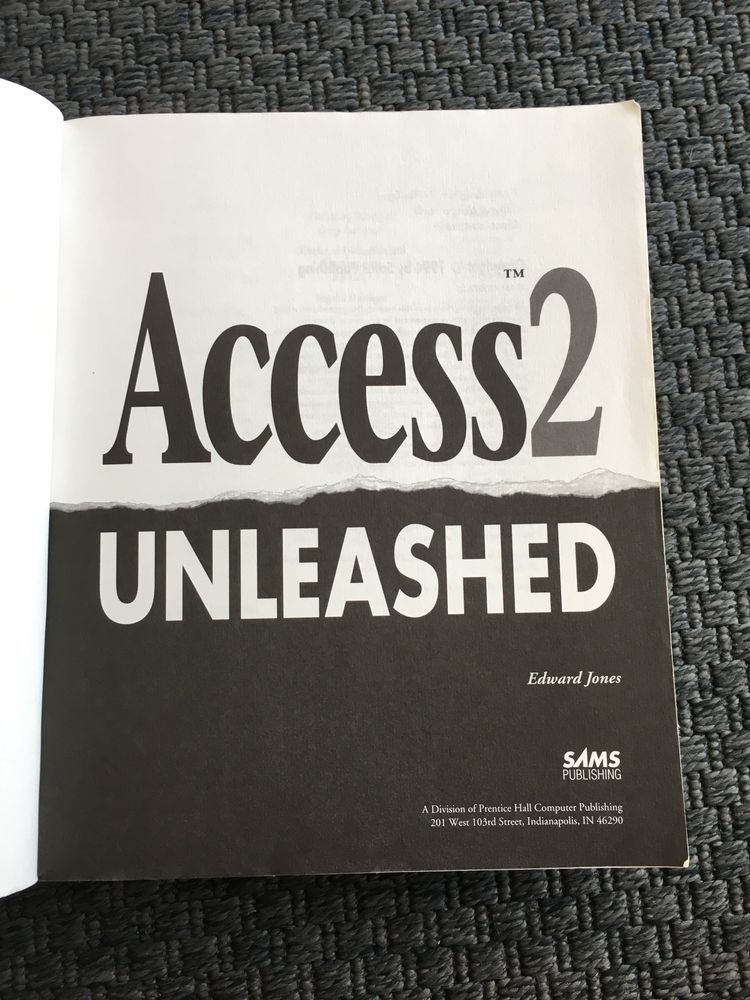 Access™2
UNLEASHED
Edward Jones
SAMS
PUBLISHING
A Division of Prentice Hall Computer Publishing
201 West 103rd Street, Indianapolis, IN 46290